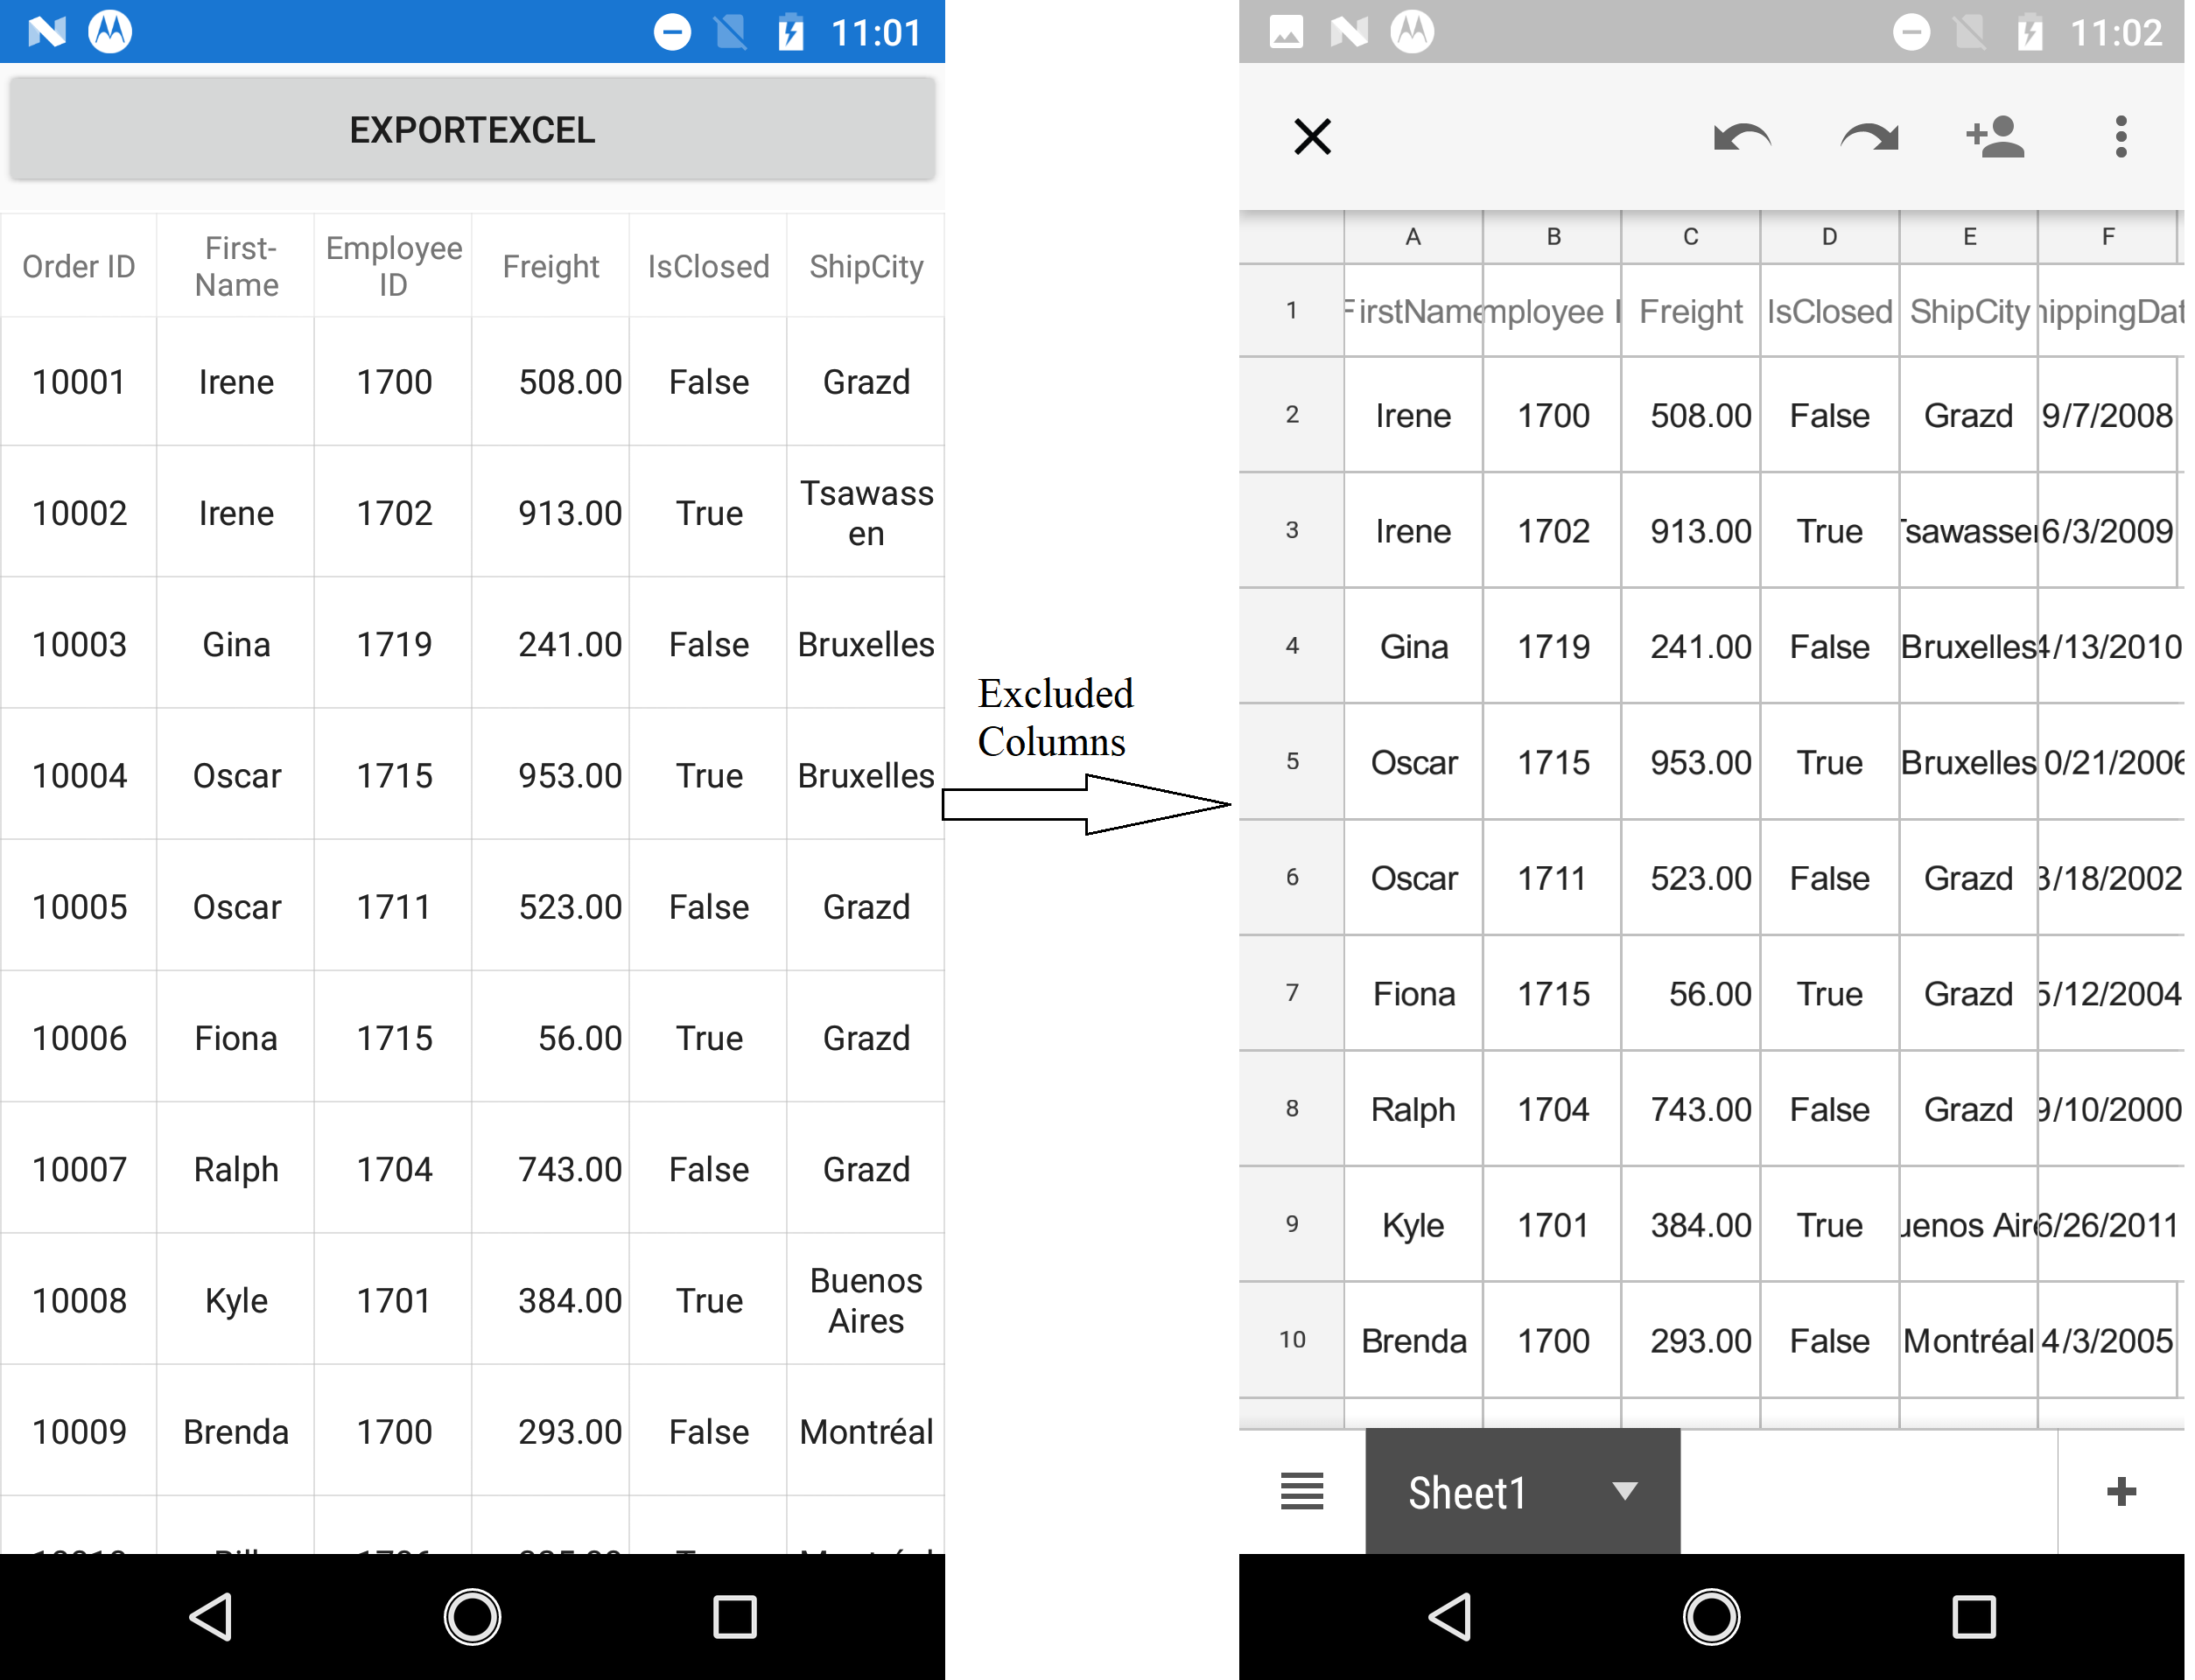 11:01
EXPORTEXCEL
Order ID First-Name Employee ID Freight IsClosed ShipCity
10001 Irene 1700 508.00 False Grazd
10002 Irene 1702 913.00 True Tsawassen
10003 Gina 1719 241.00 False Bruxelles
10004 Oscar 1715 953.00 True Bruxelles
10005 Oscar 1711 523.00 False Grazd
10006 Fiona 1715 56.00 True Grazd
10007 Ralph 1704 743.00 False Grazd
10008 Kyle 1701 384.00 True Buenos Aires
10009 Brenda 1700 293.00 False Montréal
Excluded
Columns
11:02
A B C D E F
1 FirstName mployee Freight IsClosed ShipCity hippingDat
2 Irene 1700 508.00 False Grazd 9/7/2008
3 Irene 1702 913.00 True Tsawassen 6/3/2009
4 Gina 1719 241.00 False Bruxelles 4/13/2010
5 Oscar 1715 953.00 True Bruxelles 0/21/2006
6 Oscar 1711 523.00 False Grazd 3/18/2002
7 Fiona 1715 56.00 True Grazd 5/12/2004
8 Ralph 1704 743.00 False Grazd 9/10/2000
9 Kyle 1701 384.00 True uenos Aire 6/26/2011
10 Brenda 1700 293.00 False Montréal 4/3/2005
Sheet1